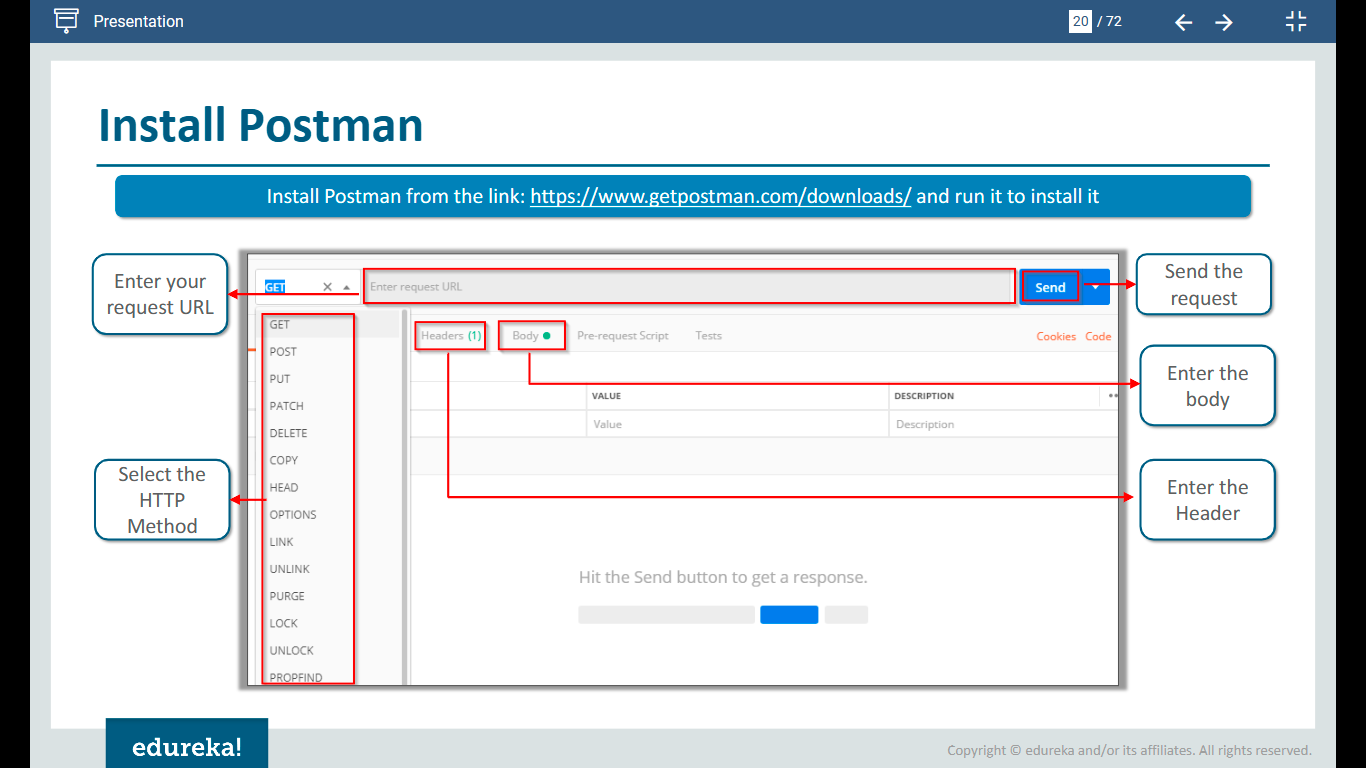 Presentation
20 / 72
Install Postman
Install Postman from the link: https://www.getpostman.com/downloads/ and run it to install it
Enter your
request URL
GET
Enter request URL
Send
Send the
request
GET
POST
PUT
PATCH
DELETE
COPY
HEAD
OPTIONS
LINK
UNLINK
PURGE
LOCK
UNLOCK
PROPFIND
Headers (1)
Body
Pre-request Script
Tests
Cookies
Code
VALUE
DESCRIPTION
Value
Description
Enter the
body
Select the
HTTP
Method
Enter the
Header
Hit the Send button to get a response.
edureka!
Copyright © edureka and/or its affiliates. All rights reserved.